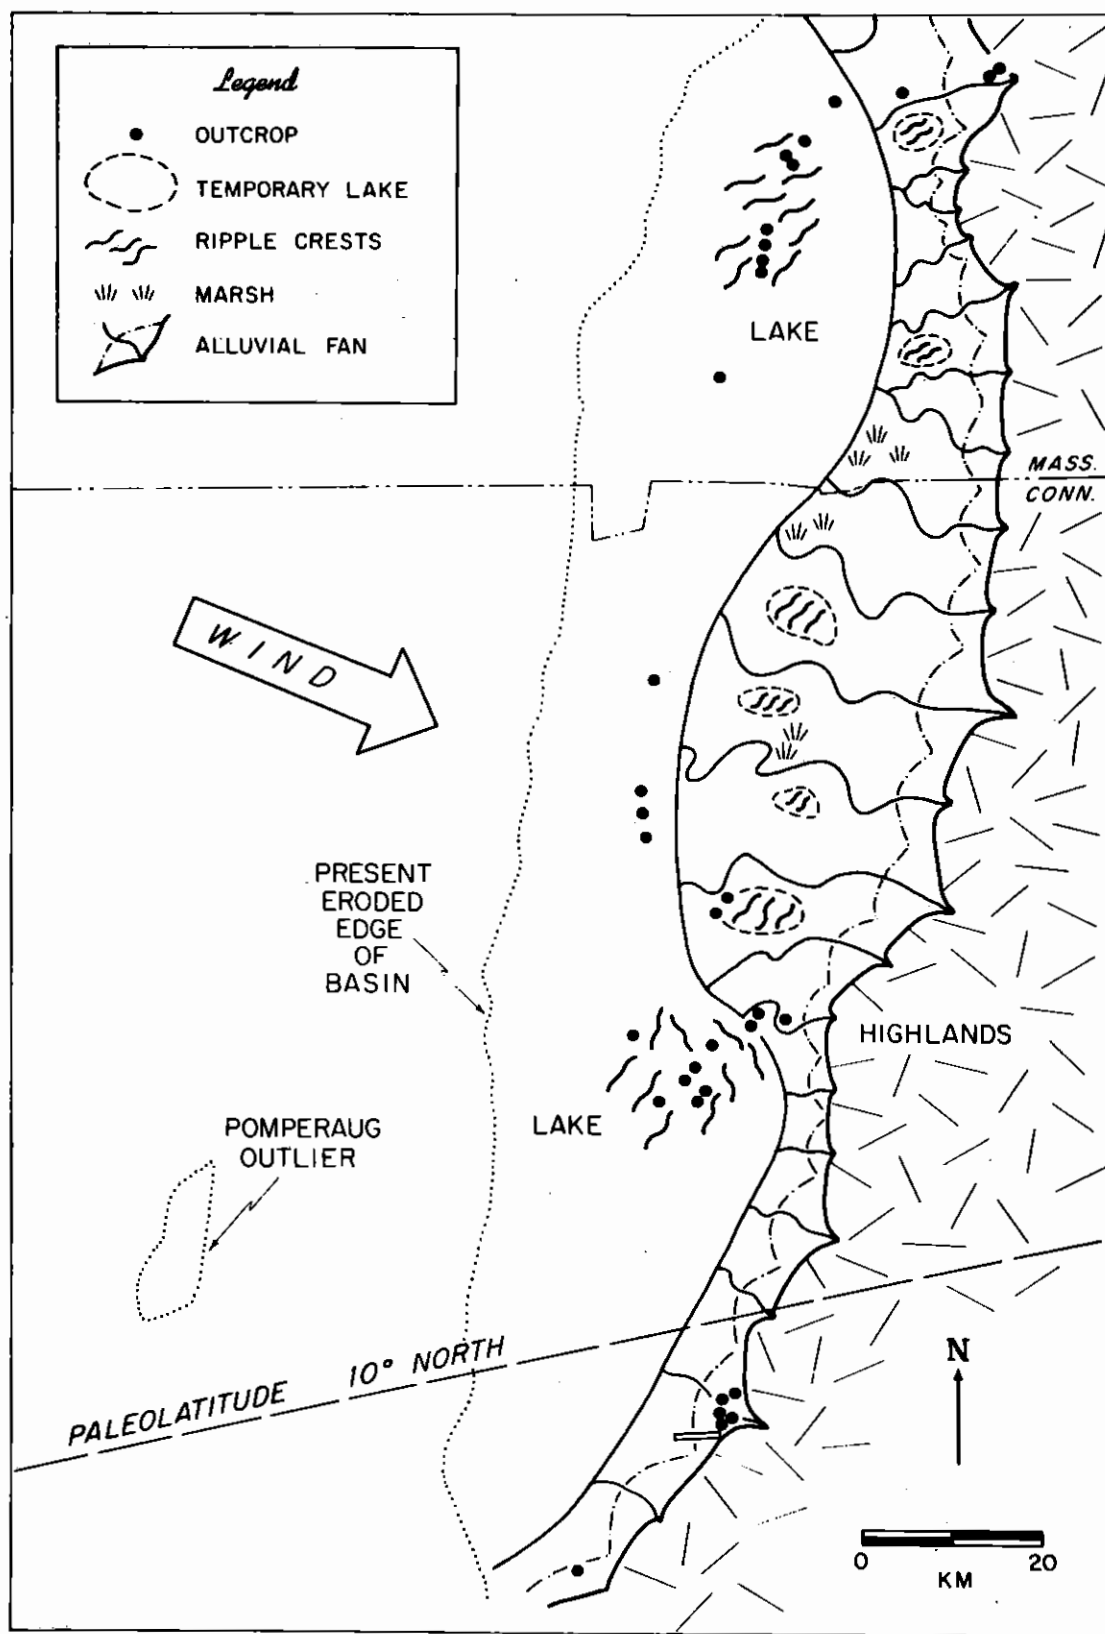 Legend
OUTCROP
TEMPORARY LAKE
RIPPLE CRESTS
MARSH
ALLUVIAL FAN
LAKE
MASS.
CONN.
WIND
PRESENT
ERODED
EDGE
OF
BASIN
HIGHLANDS
LAKE
POMPERAUG
OUTLIER
PALEOLATITUDE 10° NORTH
N
0 20
KM